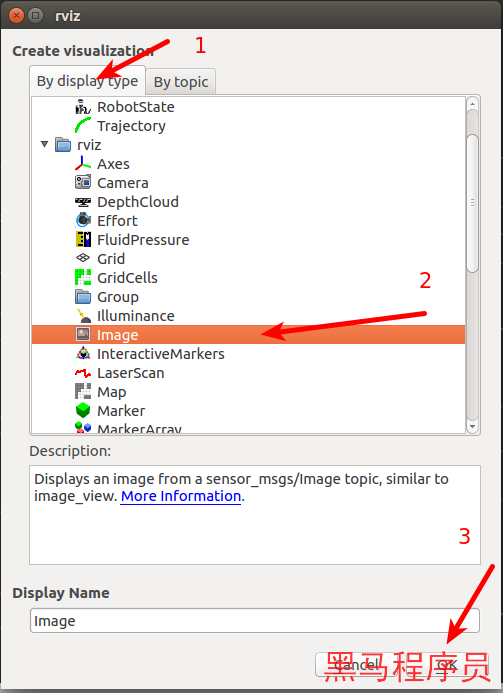 rviz
Create visualization
1
By display type
By topic
RobotState
Trajectory
rviz
Axes
Camera
DepthCloud
Effort
FluidPressure
Grid
GridCells
Group
2
Illuminance
Image
InteractiveMarkers
LaserScan
Map
Marker
MarkerArray
Description:
Displays an image from a sensor_msgs/Image topic, similar to
image_view. More Information.
3
Display Name
Image
Cancel
OK
黑马程序员